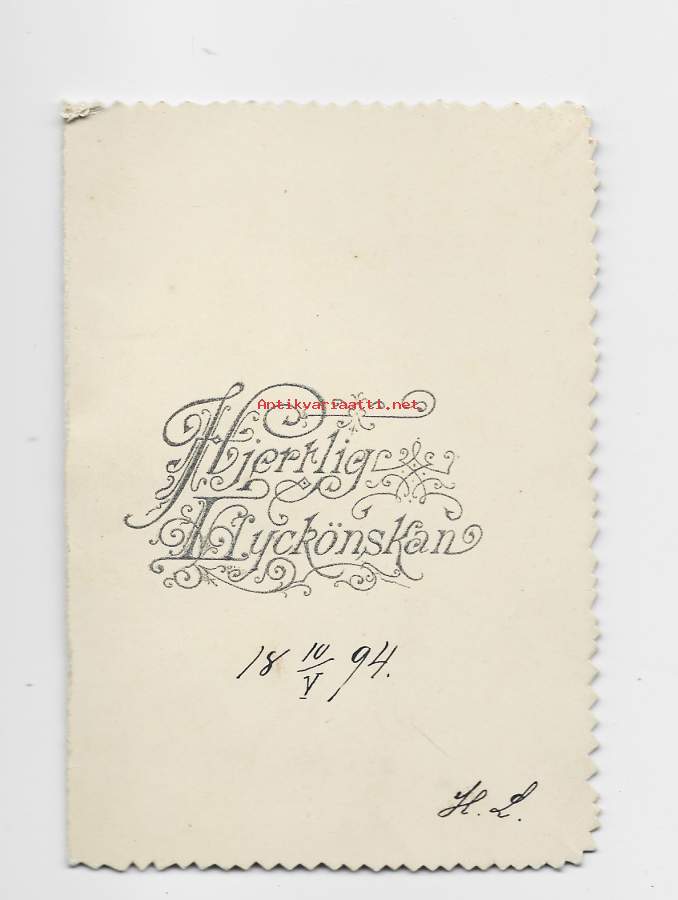 Antikvariaatti.net
Hjertlig
Lyckönskan
18 10/V 94.
H. L.